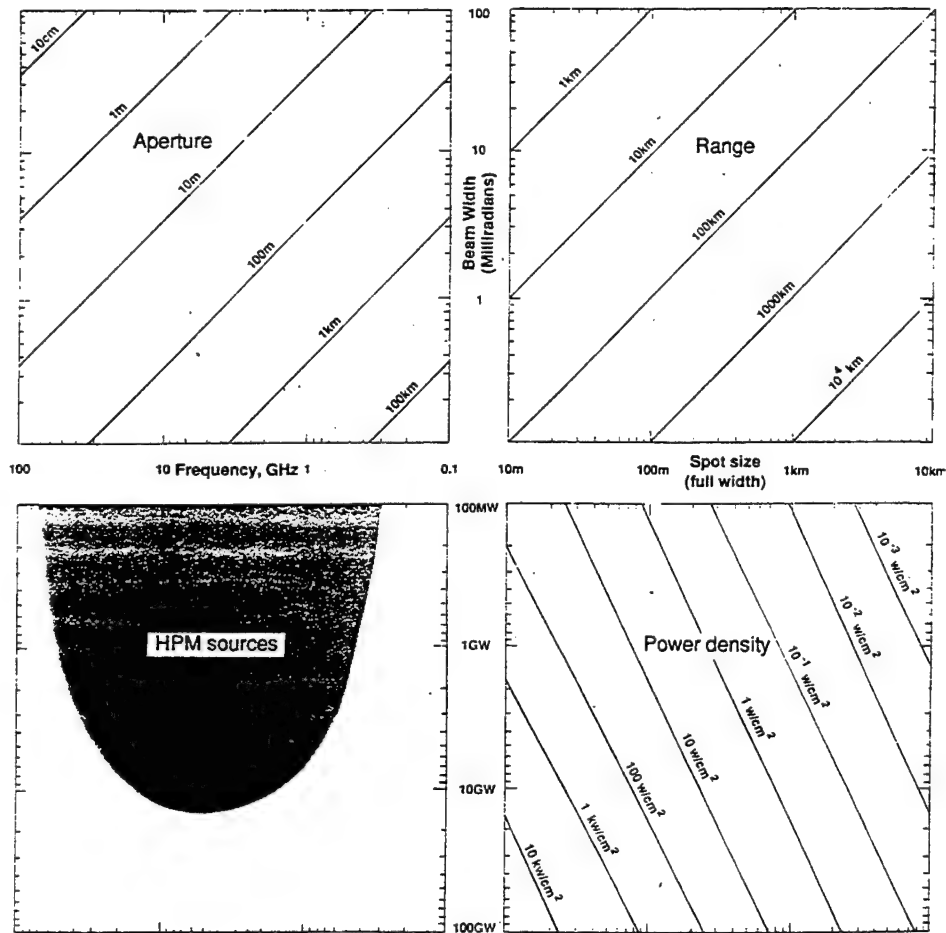 10cm
1m
Aperture
10m
100m
1km
100km
100
10
1
Beam Width
(Milliradians)
1km
10km
Range
100km
1000km
10⁴ km
100
10
Frequency, GHz
1
0.1
10m
100m
Spot size
(full width)
1km
10km
HPM sources
100MW
1GW
10GW
100GW
10⁻³ w/cm²
10⁻² w/cm²
Power density
10⁻¹ w/cm²
1 w/cm²
10 w/cm²
100 w/cm²
1 kw/cm²
10 kw/cm²